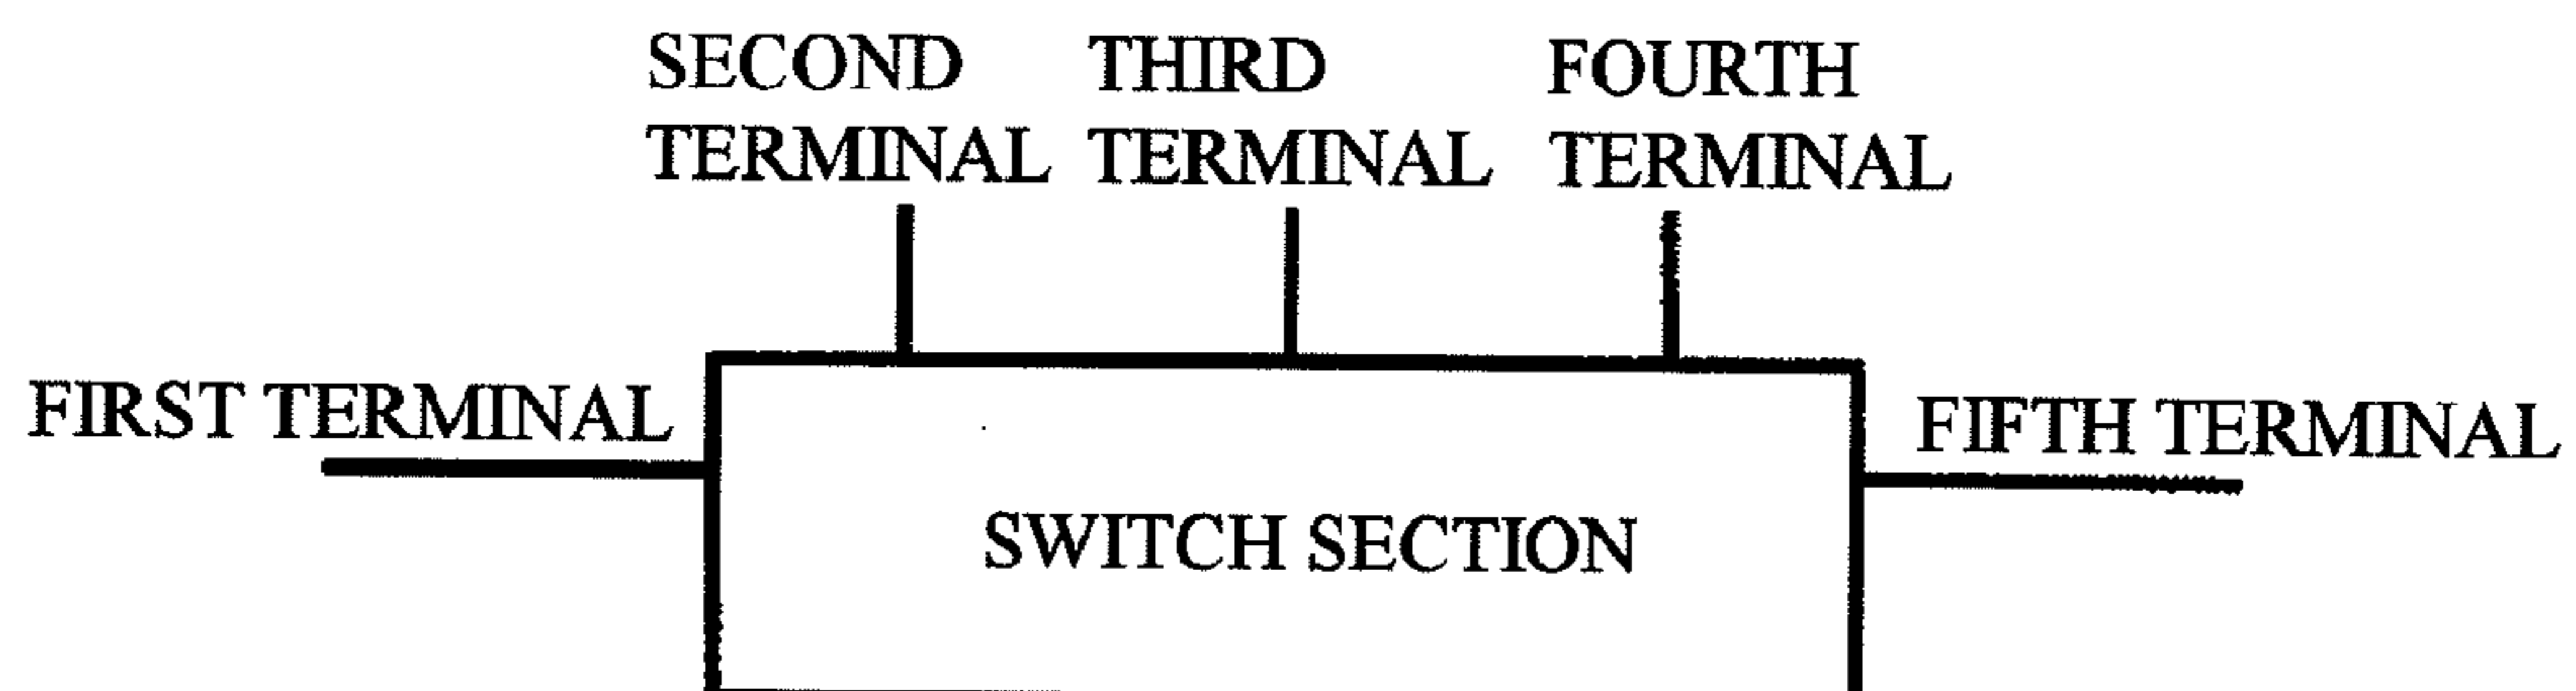 SECOND
TERMINAL
THIRD
TERMINAL
FOURTH
TERMINAL
FIRST TERMINAL
FIFTH TERMINAL
SWITCH SECTION